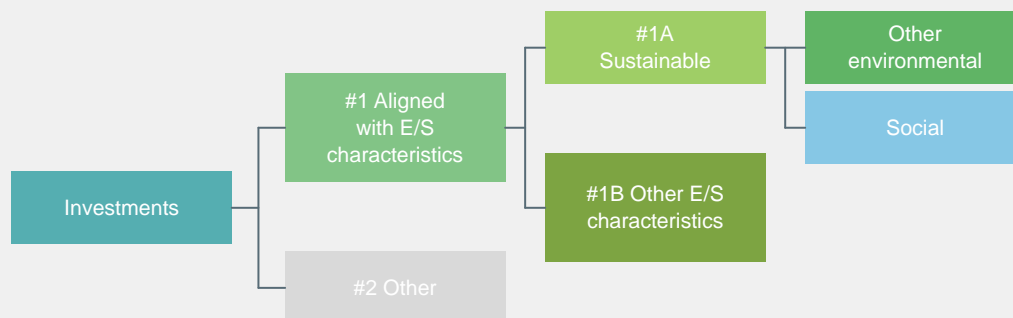 Investments
#1 Aligned
with E/S
characteristics
#2 Other
#1A
Sustainable
#1B Other E/S
characteristics
Other
environmental
Social